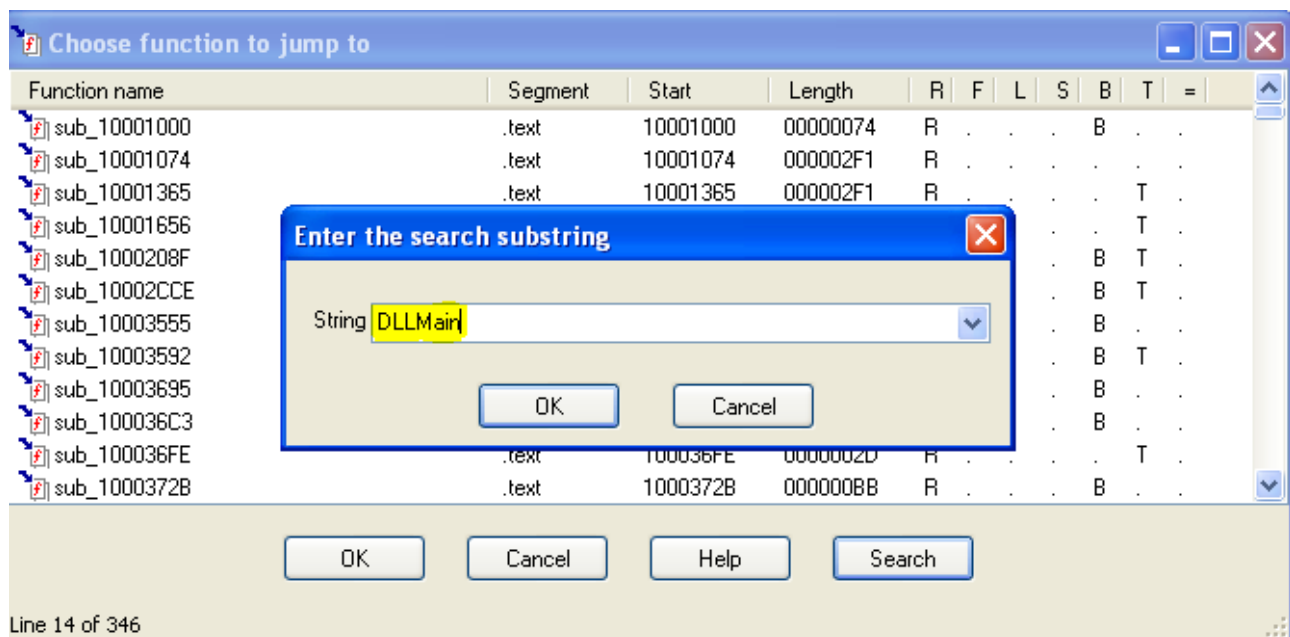 Choose function to jump to
Function name Segment Start Length R F L S B T =
sub_10001000 .text 10001000 00000074 R . . . B . .
sub_10001074 .text 10001074 000002F1 R . . . . . .
sub_10001365 .text 10001365 000002F1 R . . . . T .
sub_10001656 . . T .
sub_1000208F . B T .
sub_10002CCE . B T .
sub_10003555 . B . .
sub_10003592 . B T .
sub_10003695 . B . .
sub_100036C3 . B . .
sub_100036FE .text 100036FE 0000002D R . . . . T .
sub_1000372B .text 1000372B 000000BB R . . . B . .
Enter the search substring
String DLLMain
OK Cancel
OK Cancel Help Search
Line 14 of 346